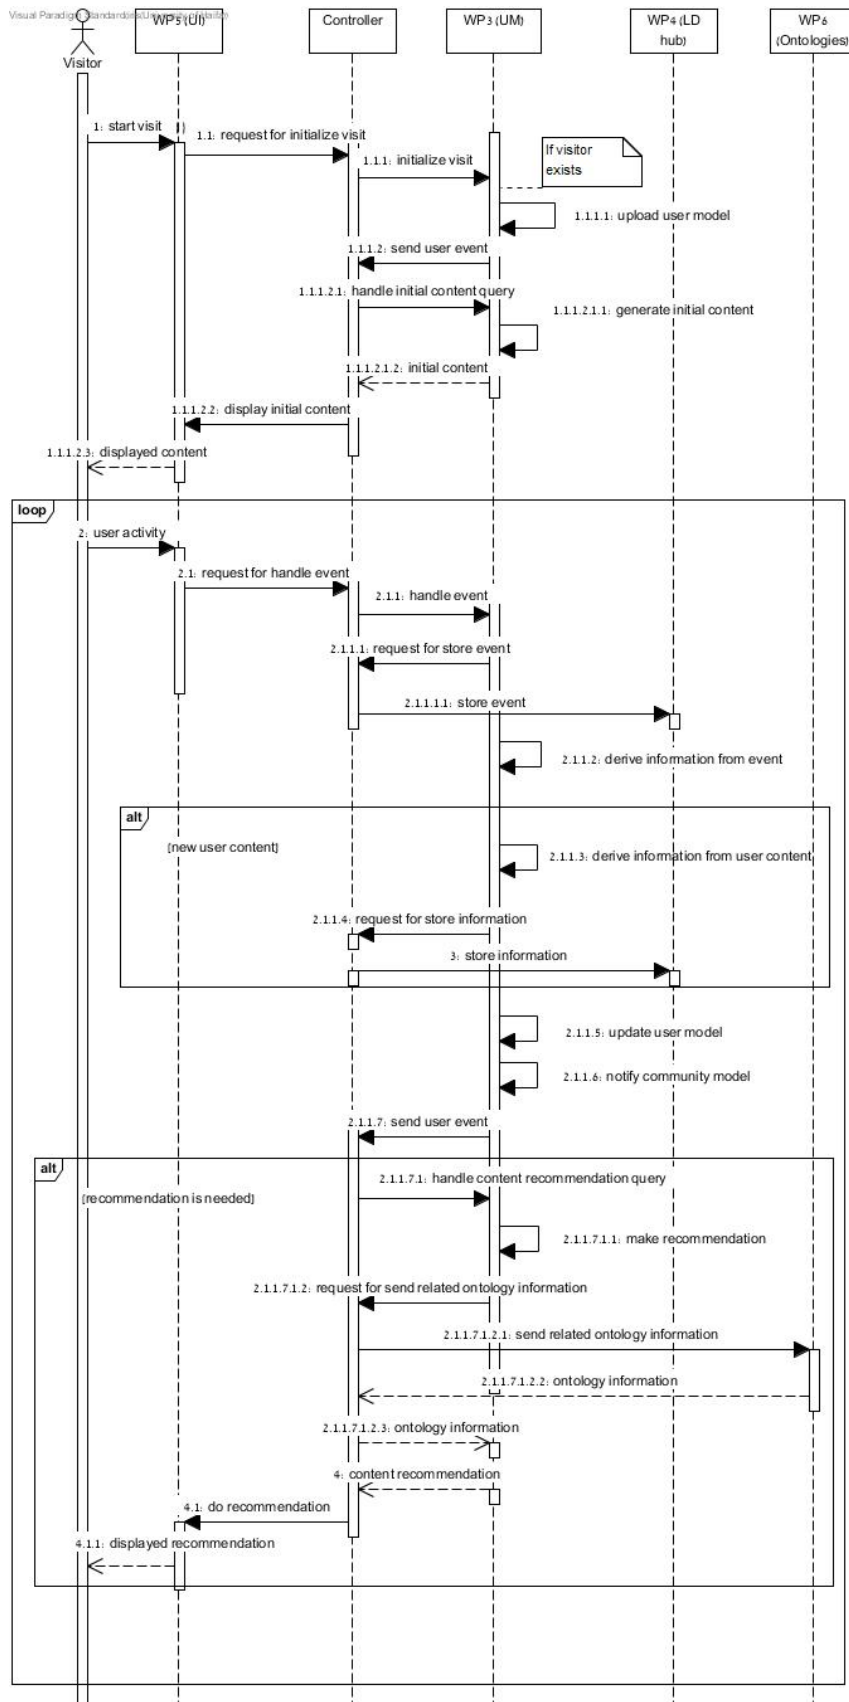 Visual Paradigm Standard(osi(University of Haifa))
WP5 (UI)
Controller
WP3 (UM)
WP4 (LD
hub)
WP6
(Ontologies)
Visitor
1: start visit
()
1.1: request for initialize visit
If visitor
exists
1.1.1: initialize visit
1.1.1.1: upload user model
1.1.1.2: send user event
1.1.1.2.1: handle initial content query
1.1.1.2.1.1: generate initial content
1.1.1.2.1.2: initial content
1.1.1.2.2: display initial content
1.1.1.2.3: displayed content
loop
2: user activity
2.1: request for handle event
2.1.1: handle event
2.1.1.1: request for store event
2.1.1.1.1: store event
2.1.1.2: derive information from event
alt
[new user content]
2.1.1.3: derive information from user content
2.1.1.4: request for store information
3: store information
2.1.1.5: update user model
2.1.1.6: notify community model
2.1.1.7: send user event
alt
2.1.1.7.1: handle content recommendation query
[recommendation is needed]
2.1.1.7.1.1: make recommendation
2.1.1.7.1.2: request for send related ontology information
2.1.1.7.1.2.1: send related ontology information
2.1.1.7.1.2.2: ontology information
2.1.1.7.1.2.3: ontology information
4: content recommendation
4.1: do recommendation
4.1.1: displayed recommendation